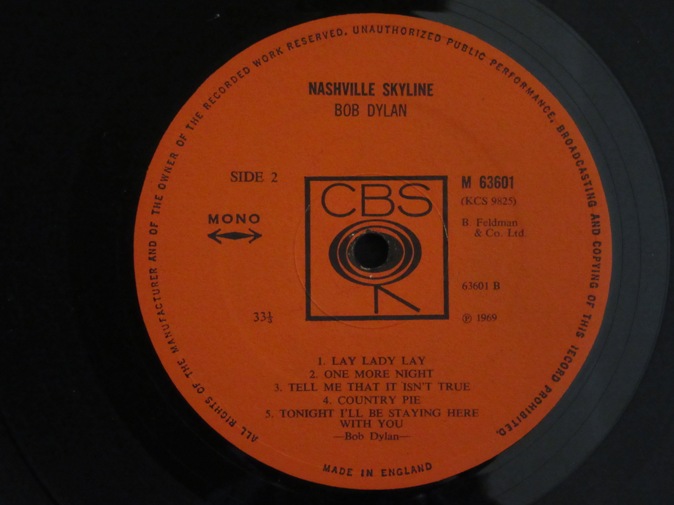 ALL RIGHTS OF THE MANUFACTURER AND OF THE OWNER OF THE RECORDED WORK RESERVED. UNAUTHORIZED PUBLIC PERFORMANCE, BROADCASTING AND COPYING OF THIS RECORD PROHIBITED.
NASHVILLE SKYLINE
BOB DYLAN
SIDE 2
MONO
33⅓
CBS
M 63601
(KCS 9825)
B. Feldman
& Co. Ltd.
63601 B
℗ 1969
1. LAY LADY LAY
2. ONE MORE NIGHT
3. TELL ME THAT IT ISN'T TRUE
4. COUNTRY PIE
5. TONIGHT I'LL BE STAYING HERE
WITH YOU
—Bob Dylan—
MADE IN ENGLAND